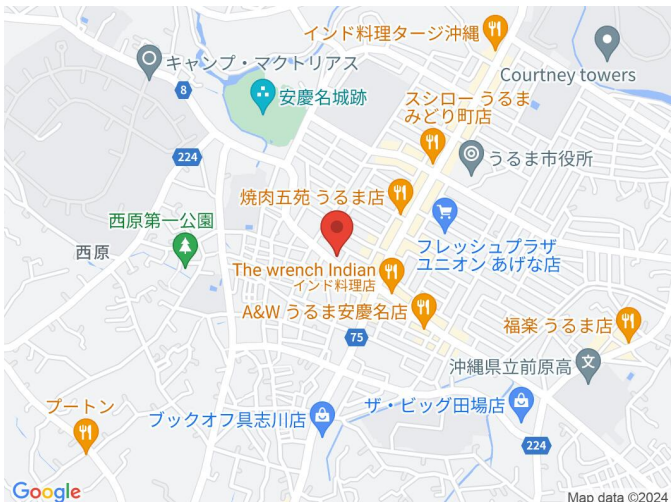 インド料理タージ沖縄
キャンプ・マクトリアス
Courtney towers
8
安慶名城跡
スシロー うるま
みどり町店
224
うるま市役所
焼肉五苑 うるま店
西原第一公園
西原
フレッシュプラザ
ユニオン あげな店
The wrench Indian
インド料理店
A&W うるま安慶名店
福楽 うるま店
75
沖縄県立前原高
プートン
ブックオフ具志川店
ザ・ビッグ田場店
224
Google
Map data ©2024